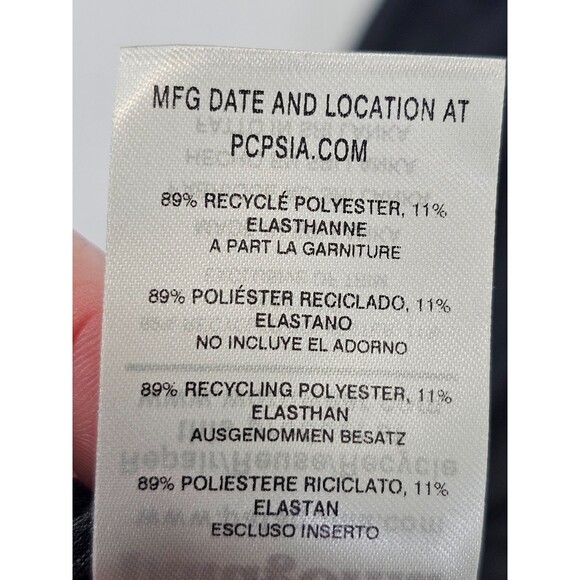 MFG DATE AND LOCATION AT
PCPSIA.COM
89% RECYCLÉ POLYESTER, 11%
ELASTHANNE
A PART LA GARNITURE
89% POLIÉSTER RECICLADO, 11%
ELASTANO
NO INCLUYE EL ADORNO
89% RECYCLING POLYESTER, 11%
ELASTHAN
AUSGENOMMEN BESATZ
89% POLIESTERE RICICLATO, 11%
ELASTAN
ESCLUSO INSERTO